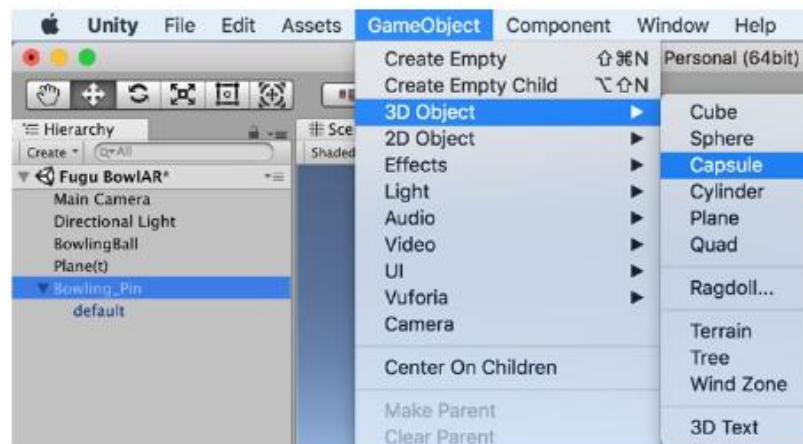 Unity File Edit Assets GameObject Component Window Help
Personal (64bit)
Hierarchy
Create
All
Fugu BowlAR*
Main Camera
Directional Light
BowlingBall
Plane(t)
Bowling_Pin
default
# Sce
Shaded
Create Empty ⇧⌘N
Create Empty Child ⌥⇧N
3D Object
2D Object
Effects
Light
Audio
Video
UI
Vuforia
Camera
Center On Children
Make Parent
Clear Parent
Cube
Sphere
Capsule
Cylinder
Plane
Quad
Ragdoll...
Terrain
Tree
Wind Zone
3D Text